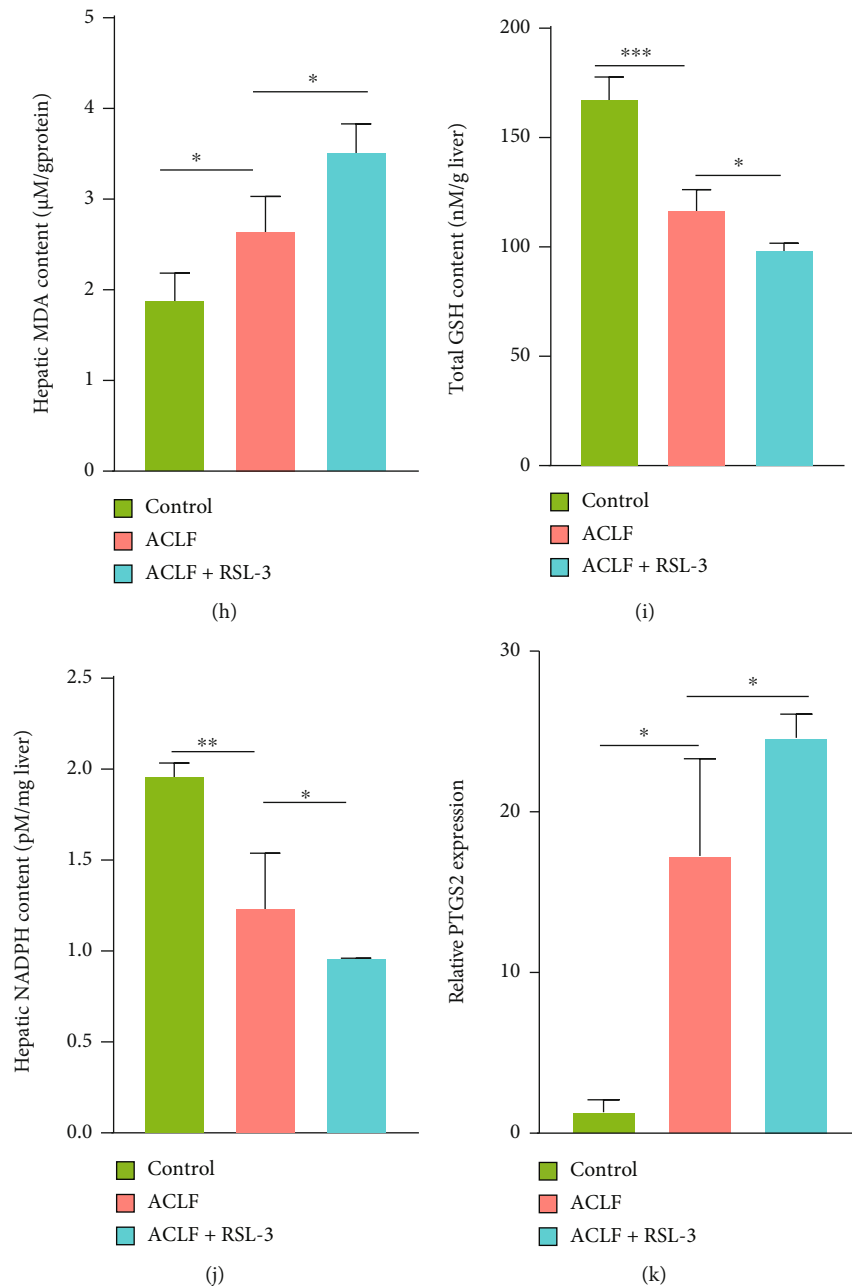 Hepatic MDA content (μM/gprotein)
5
4
3
2
1
0
*
*
Control
ACLF
ACLF + RSL-3
(h)
Total GSH content (nM/g liver)
200
150
100
50
0
***
*
Control
ACLF
ACLF + RSL-3
(i)
Hepatic NADPH content (pM/mg liver)
2.5
2.0
1.5
1.0
0.5
0.0
**
*
Control
ACLF
ACLF + RSL-3
(j)
Relative PTGS2 expression
30
20
10
0
*
*
Control
ACLF
ACLF + RSL-3
(k)